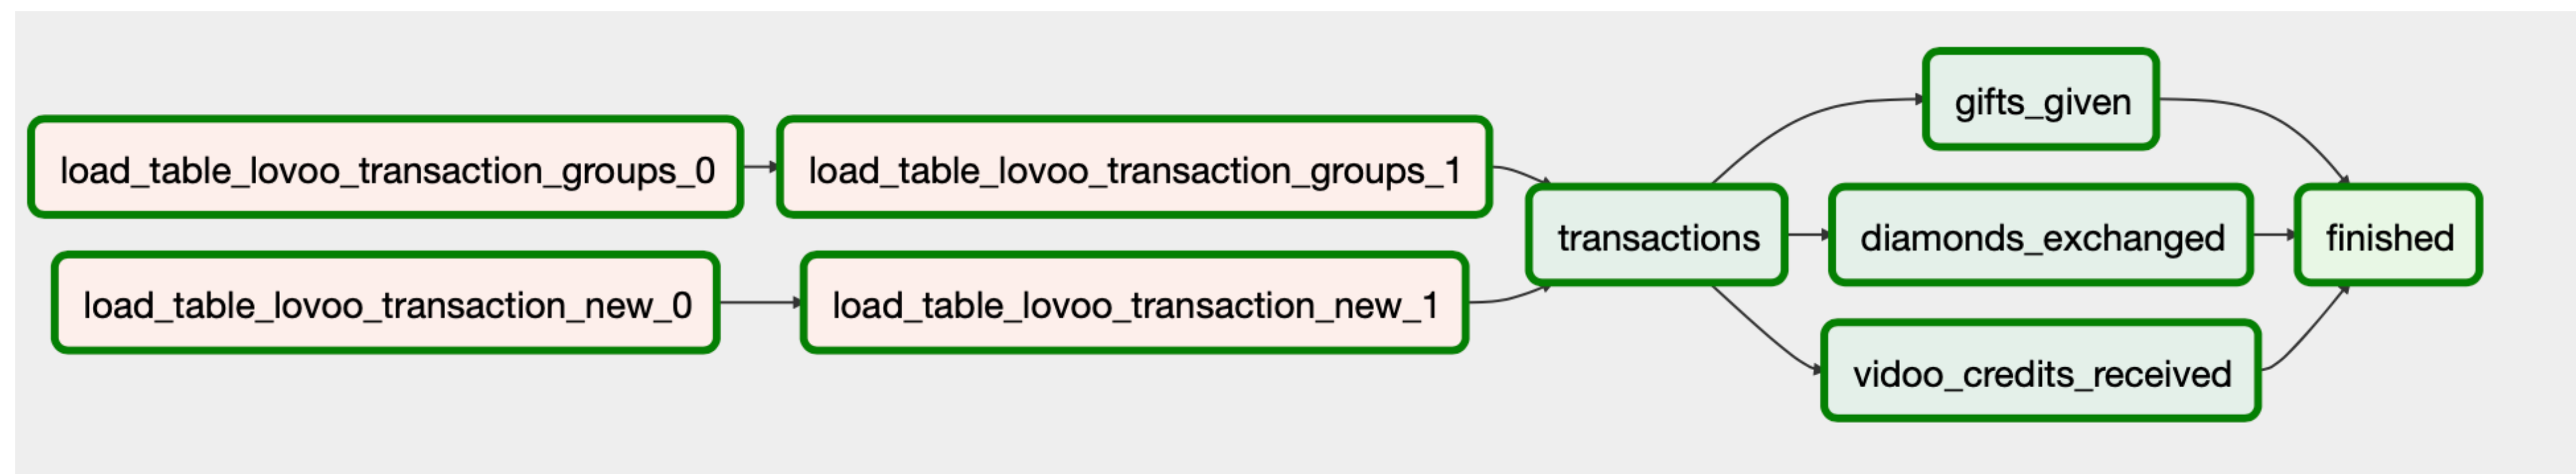 gifts_given
load_table_lovoo_transaction_groups_0
load_table_lovoo_transaction_groups_1
transactions
diamonds_exchanged
finished
load_table_lovoo_transaction_new_0
load_table_lovoo_transaction_new_1
vidoo_credits_received